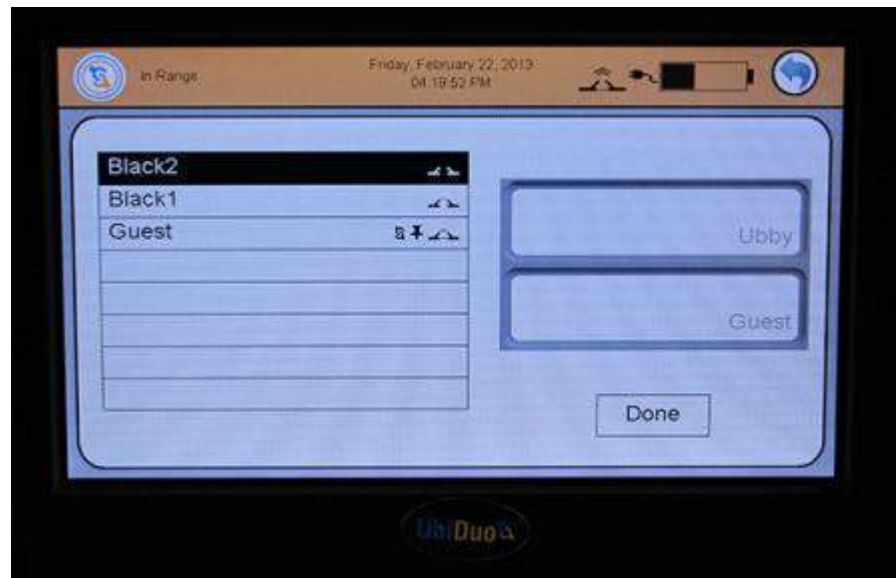 In Range
Friday, February 22, 2013
04:19:52 PM
Black2
Black1
Guest
Ubby
Guest
Done
UbiDuo